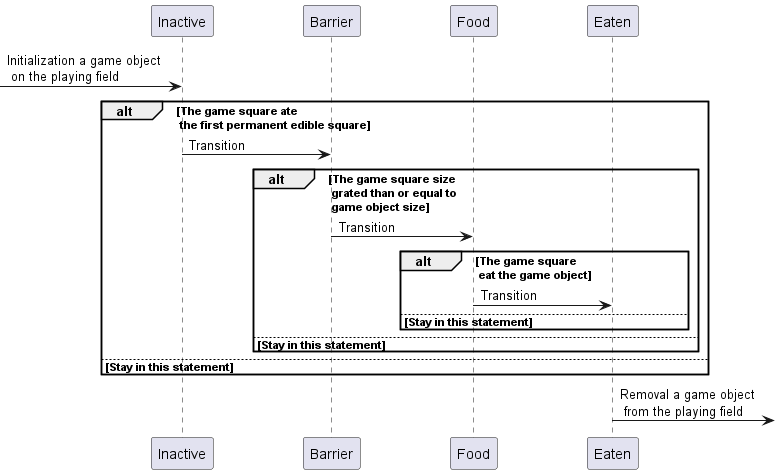 Inactive
Barrier
Food
Eaten
Initialization a game object
on the playing field
alt
[The game square ate
the first permanent edible square]
Transition
alt
[The game square size
grated than or equal to
game object size]
Transition
alt
[The game square
eat the game object]
Transition
[Stay in this statement]
[Stay in this statement]
[Stay in this statement]
Removal a game object
from the playing field
Inactive
Barrier
Food
Eaten